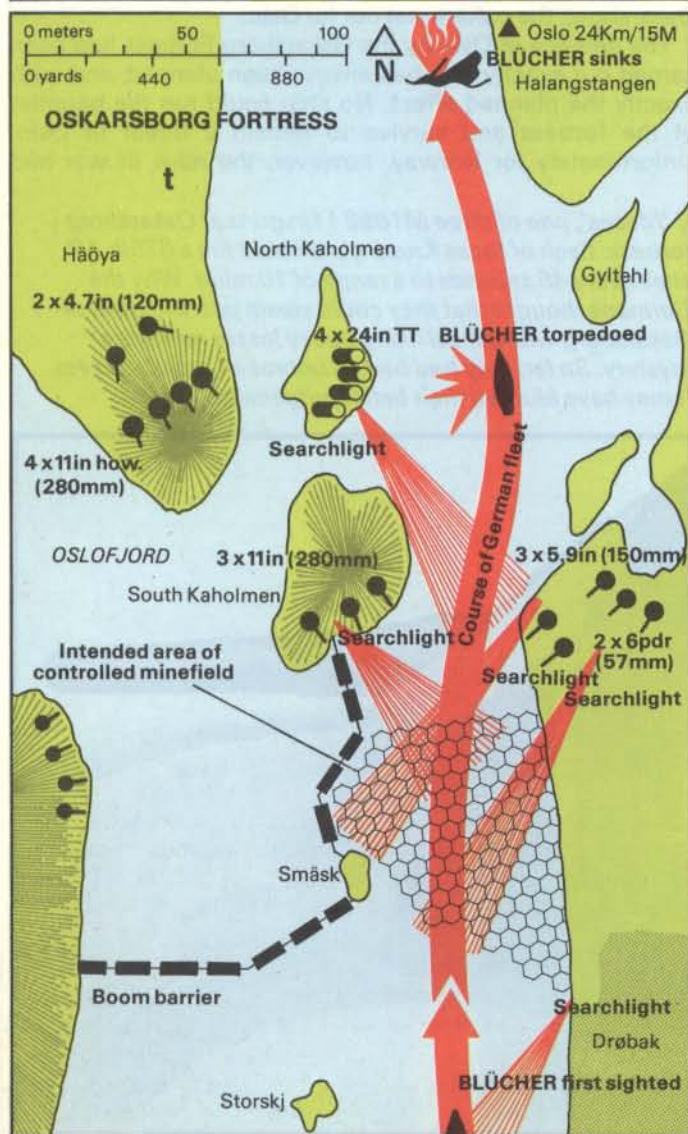 0 meters 50 100
0 yards 440 880
N
▲ Oslo 24Km/15M
BLÜCHER sinks
Halangstangen
OSKARSBORG FORTRESS
t
Häöya
2 x 4.7in (120mm)
4 x 11in how.
(280mm)
North Kaholmen
4 x 24in TT
Searchlight
BLÜCHER torpedoed
Gyltehl
Course of German fleet
OSLOFJORD
3 x 11in (280mm)
South Kaholmen
Searchlight
3 x 5,9in (150mm)
2 x 6pdr
(57mm)
Searchlight
Searchlight
Intended area of
controlled minefield
Smäsk
Boom barrier
Searchlight
Drøbak
BLÜCHER first sighted
Storskj